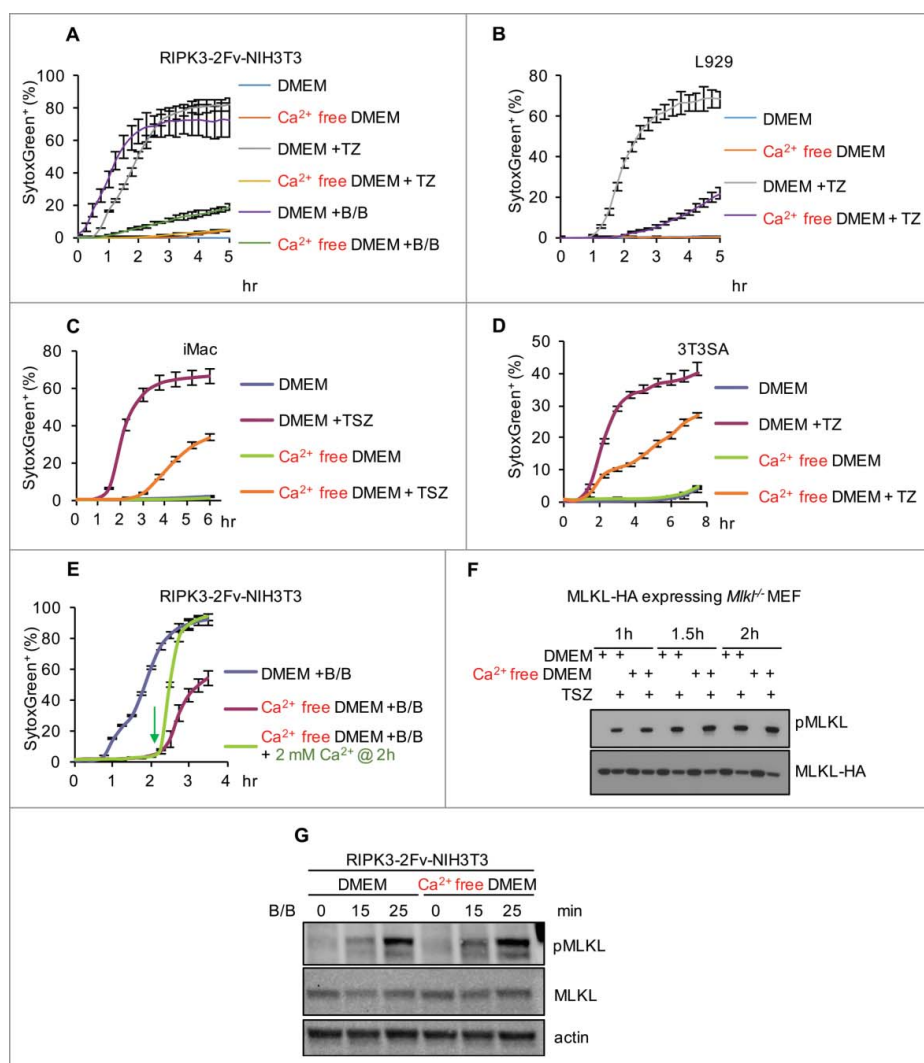 A
RIPK3-2Fv-NIH3T3
SytoxGreen⁺ (%)
100
80
60
40
20
0
0 1 2 3 4 5
hr
DMEM
Ca²⁺ free DMEM
DMEM +TZ
Ca²⁺ free DMEM + TZ
DMEM +B/B
Ca²⁺ free DMEM +B/B
B
L929
SytoxGreen⁺ (%)
80
60
40
20
0
0 1 2 3 4 5
hr
DMEM
Ca²⁺ free DMEM
DMEM +TZ
Ca²⁺ free DMEM + TZ
C
iMac
SytoxGreen⁺ (%)
80
60
40
20
0
0 1 2 3 4 5 6
hr
DMEM
DMEM +TSZ
Ca²⁺ free DMEM
Ca²⁺ free DMEM + TSZ
D
3T3SA
SytoxGreen⁺ (%)
50
40
30
20
10
0
0 2 4 6 8
hr
DMEM
DMEM +TZ
Ca²⁺ free DMEM
Ca²⁺ free DMEM + TZ
E
RIPK3-2Fv-NIH3T3
SytoxGreen⁺ (%)
100
80
60
40
20
0
0 1 2 3 4
hr
DMEM +B/B
Ca²⁺ free DMEM +B/B
Ca²⁺ free DMEM +B/B
+ 2 mM Ca²⁺ @ 2h
F
MLKL-HA expressing Mlkl⁻/⁻ MEF
1h 1.5h 2h
DMEM + + + + + +
Ca²⁺ free DMEM + + + + + +
TSZ + + + + + +
pMLKL
MLKL-HA
G
RIPK3-2Fv-NIH3T3
DMEM Ca²⁺ free DMEM
B/B 0 15 25 0 15 25 min
pMLKL
MLKL
actin